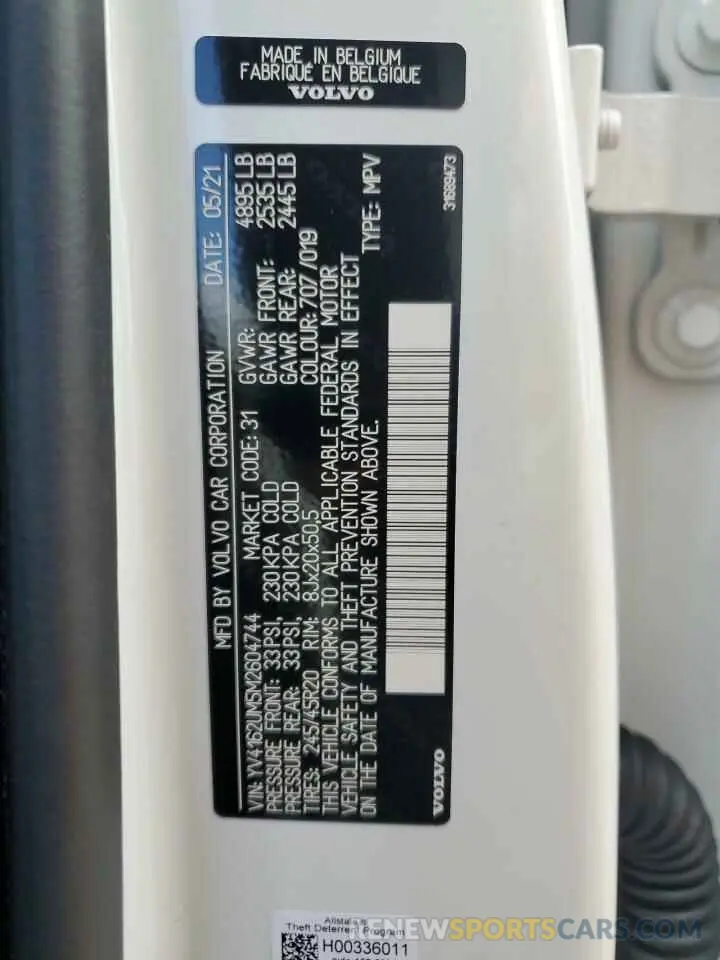 MADE IN BELGIUM
FABRIQUÉ EN BELGIQUE
VOLVO
MFD BY VOLVO CAR CORPORATION DATE: 05/21
VIN: YV4162UM5M2604744 MARKET CODE: 31 GVWR: 4895 LB
PRESSURE FRONT: 33PSI, 230KPA COLD GAWR FRONT: 2535 LB
PRESSURE REAR: 33PSI, 230KPA COLD GAWR REAR: 2445 LB
TIRES: 245/45R20 RIM: 8Jx20x50,5 COLOUR: 707/019
THIS VEHICLE CONFORMS TO ALL APPLICABLE FEDERAL MOTOR
VEHICLE SAFETY AND THEFT PREVENTION STANDARDS IN EFFECT
ON THE DATE OF MANUFACTURE SHOWN ABOVE. TYPE: MPV
VOLVO
31689473
Allstate
Theft Deterrent Program
H00336011
RENEWSPORTSCARS.COM